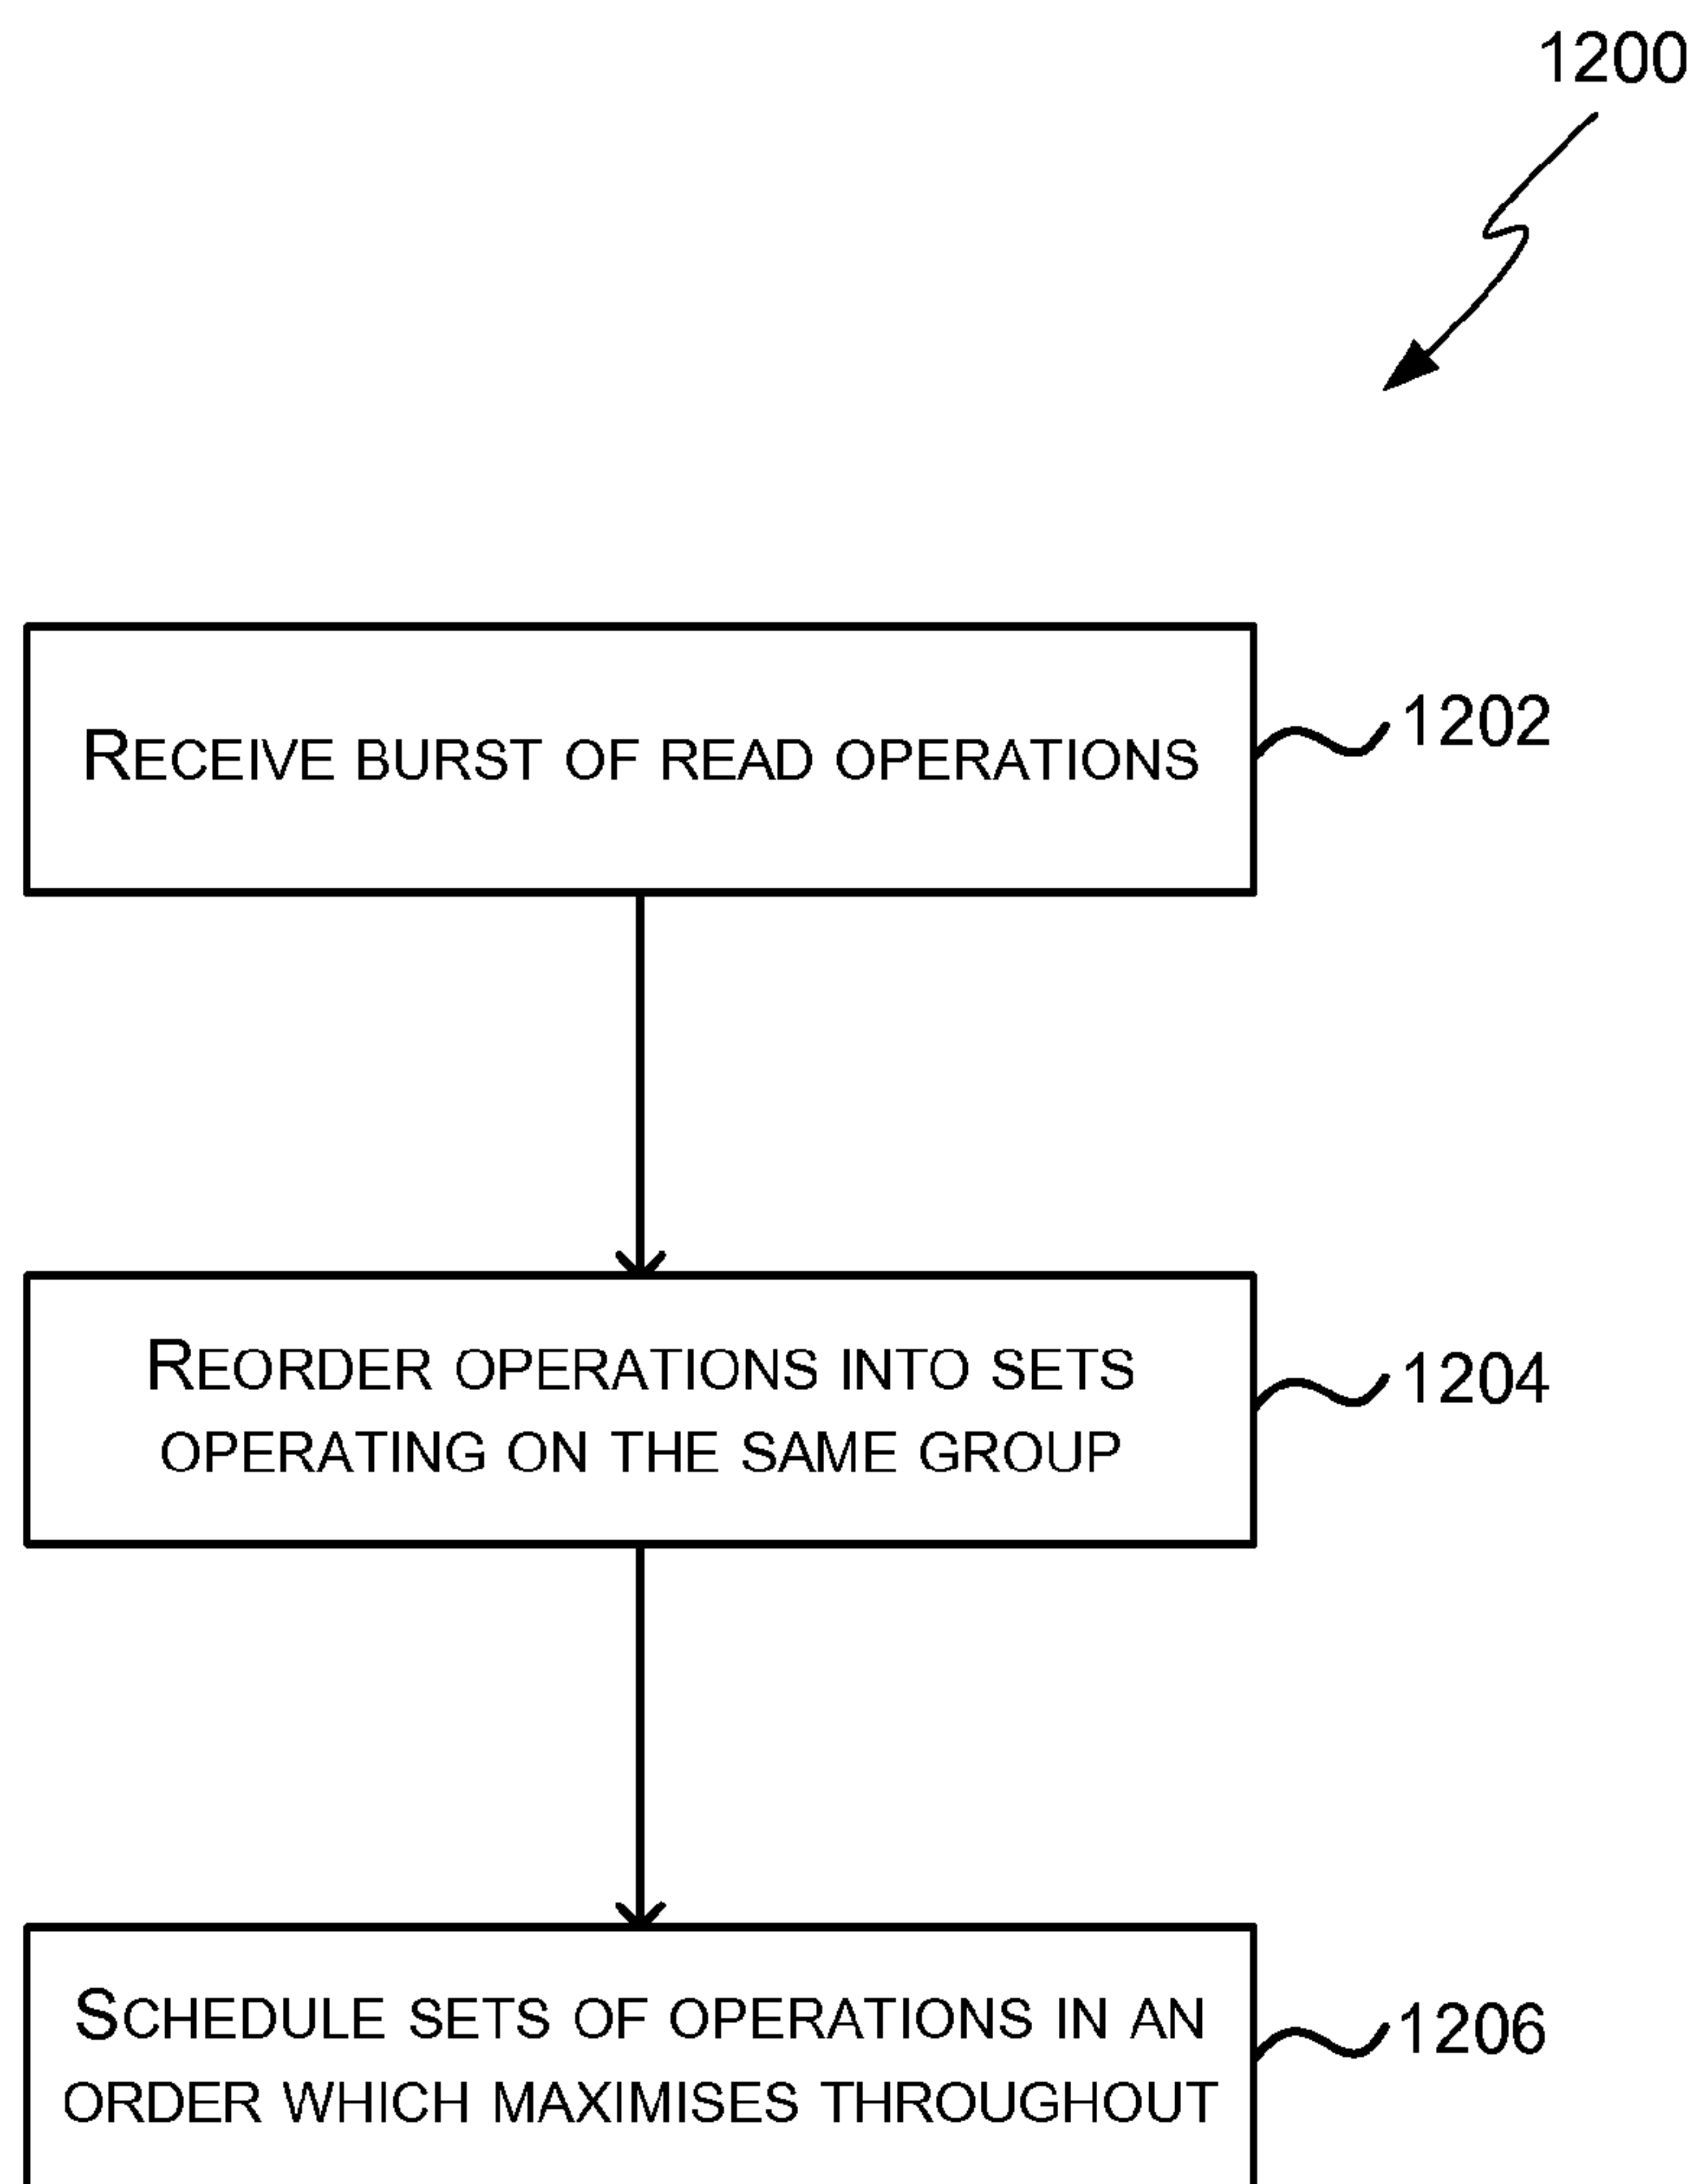 1200
RECEIVE BURST OF READ OPERATIONS
1202
REORDER OPERATIONS INTO SETS
OPERATING ON THE SAME GROUP
1204
SCHEDULE SETS OF OPERATIONS IN AN
ORDER WHICH MAXIMISES THROUGHOUT
1206